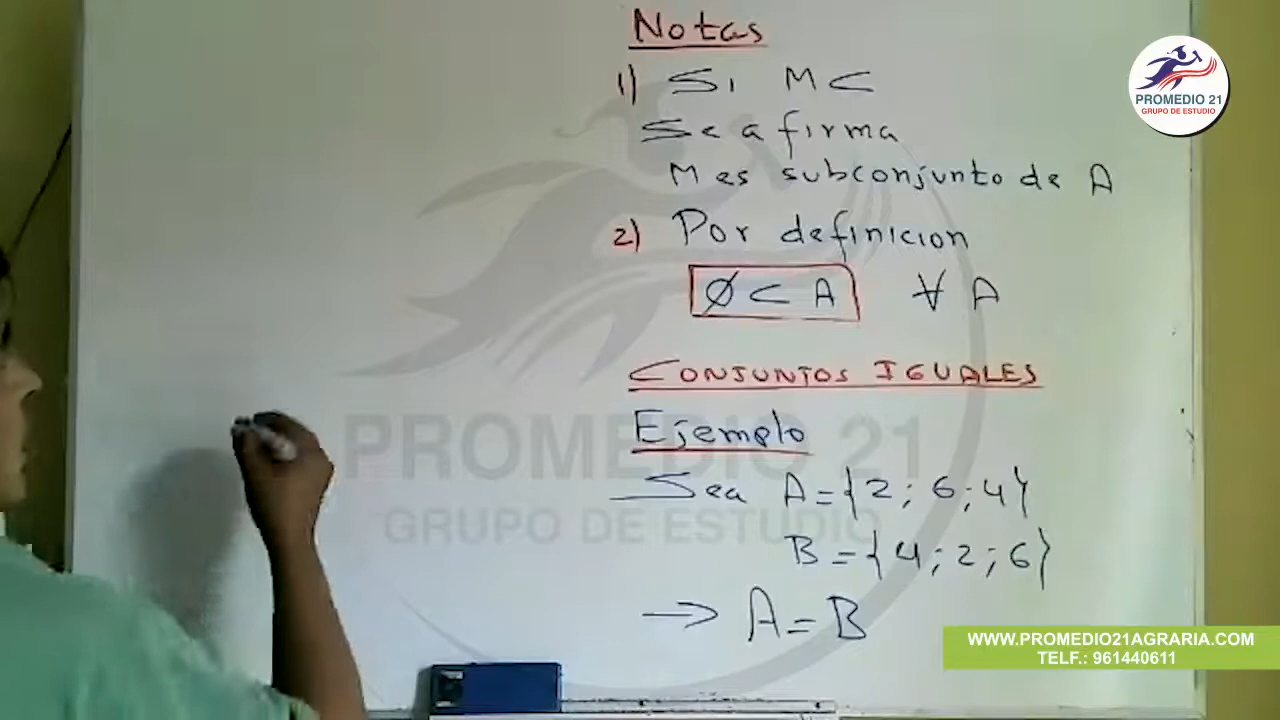 Notas
1) Si M ⊂
Se afirma
M es subconjunto de A
2) Por definicion
∅ ⊂ A ∀ A
CONJUNTOS IGUALES
Ejemplo
Sea A = {2; 6; 4}
B = {4; 2; 6}
→ A = B
PROMEDIO 21
GRUPO DE ESTUDIO
PROMEDIO 21
GRUPO DE ESTUDIO
WWW.PROMEDIO21AGRARIA.COM
TELF.: 961440611